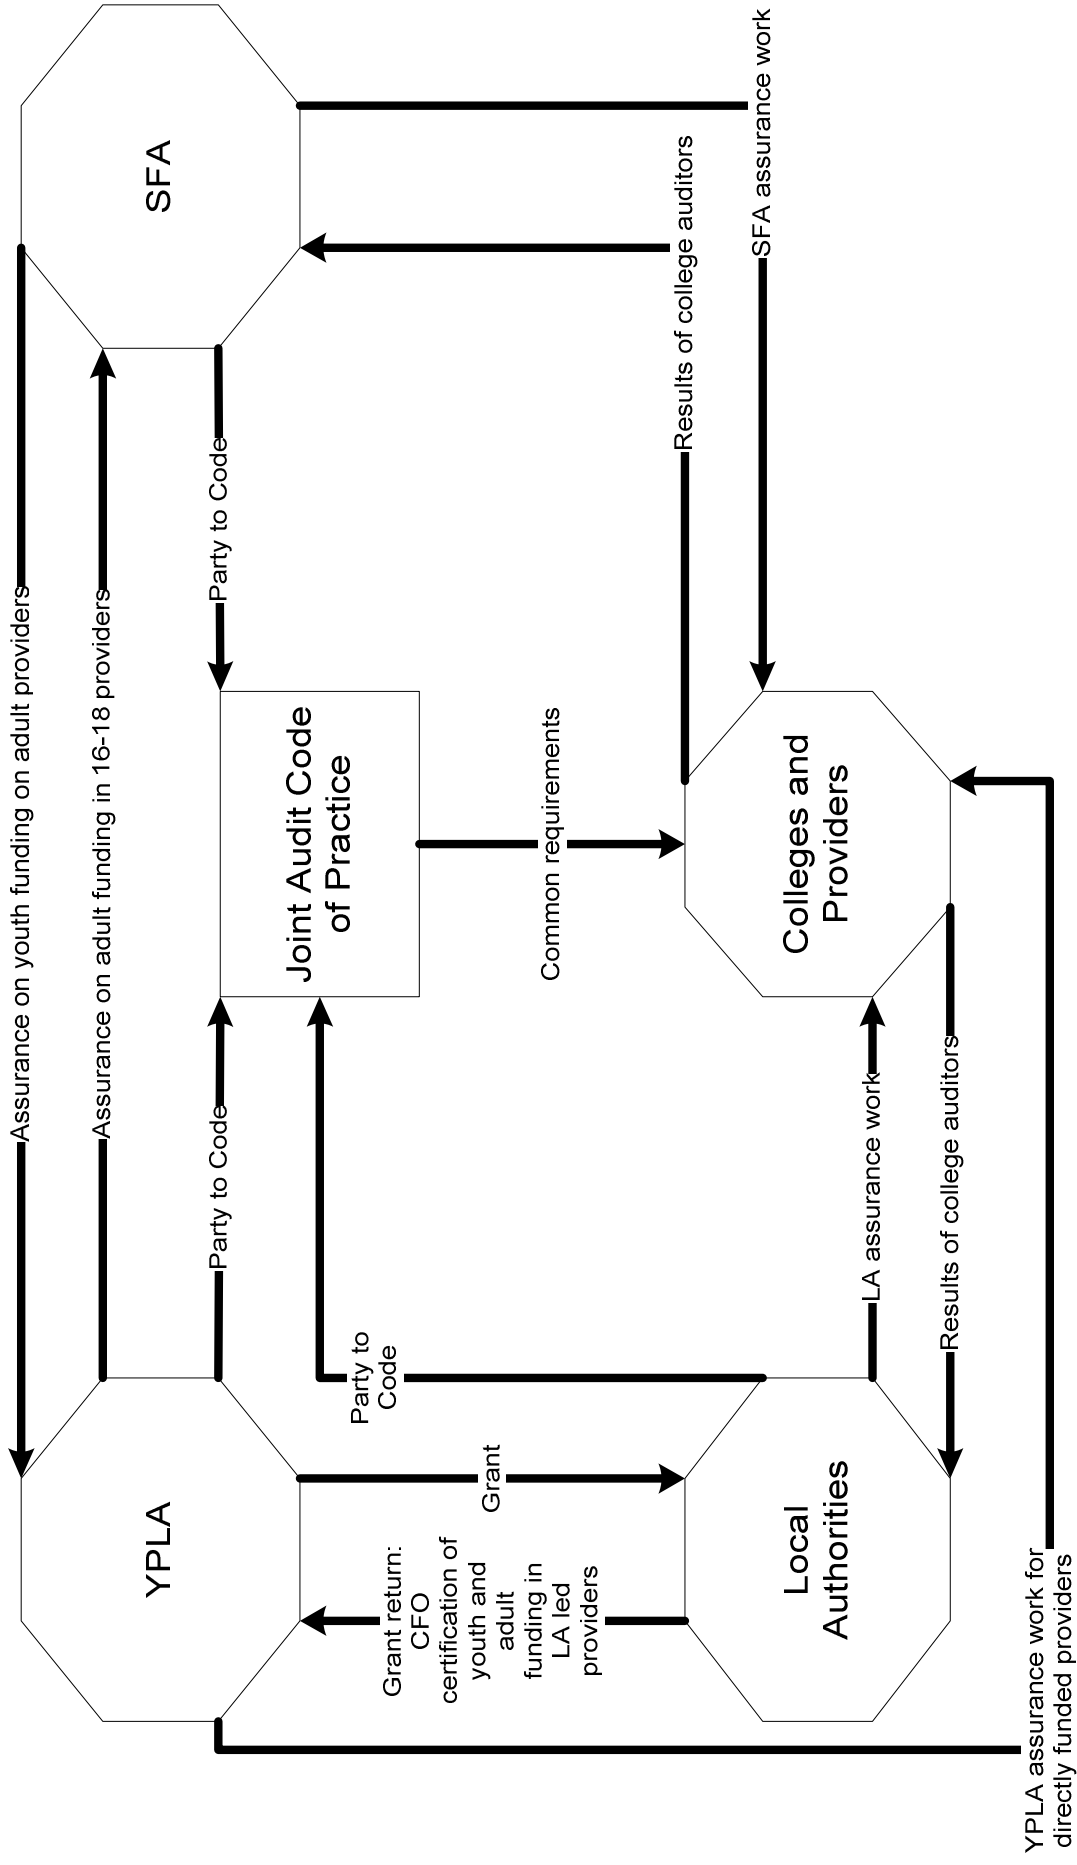 Assurance on youth funding on adult providers
Assurance on adult funding in 16-18 providers
YPLA
SFA
Party to Code
Party to Code
Joint Audit Code
of Practice
Party to
Code
Grant
Grant return:
CFO
certification of
youth and
adult
funding in
LA led
providers
Common requirements
Results of college auditors
SFA assurance work
Local
Authorities
Colleges and
Providers
LA assurance work
Results of college auditors
YPLA assurance work for
directly funded providers